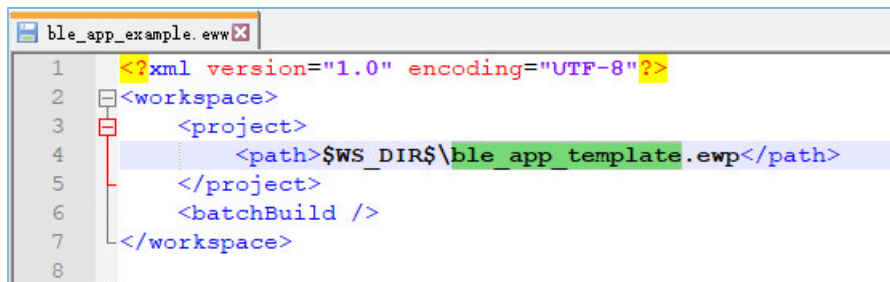 ble_app_example.eww
1 <?xml version="1.0" encoding="UTF-8"?>
2 <workspace>
3 <project>
4 <path>$WS_DIR$\ble_app_template.ewp</path>
5 </project>
6 <batchBuild />
7 </workspace>
8